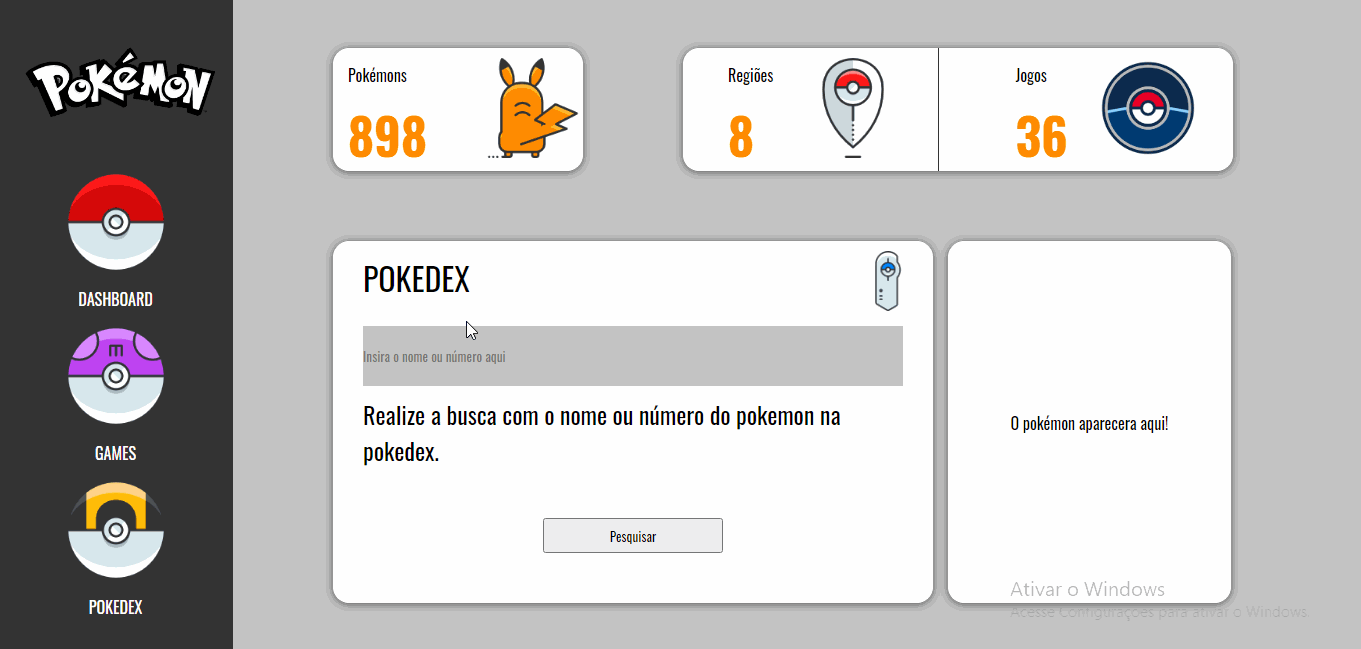 POKéMON
DASHBOARD
m
GAMES
POKEDEX
Pokémons
898
Regiões
8
Jogos
36
POKEDEX
Insira o nome ou número aqui
Realize a busca com o nome ou número do pokemon na
pokedex.
Pesquisar
O pokémon aparecera aqui!
Ativar o Windows
Acesse Configurações para ativar o Windows.